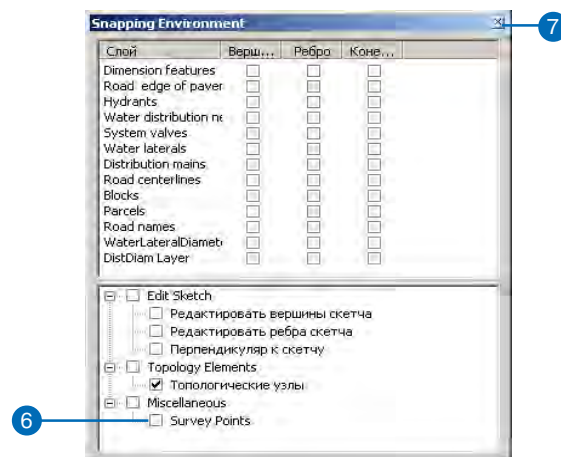 Snapping Environment
7
Слой Верш... Ребро Коне...
Dimension features
Road edge of paver
Hydrants
Water distribution ne
System valves
Water laterals
Distribution mains
Road centerlines
Blocks
Parcels
Road names
WaterLateralDiamet
DistDiam Layer
Edit Sketch
Редактировать вершины скетча
Редактировать ребра скетча
Перпендикуляр к скетчу
Topology Elements
Топологические узлы
Miscellaneous
6 Survey Points